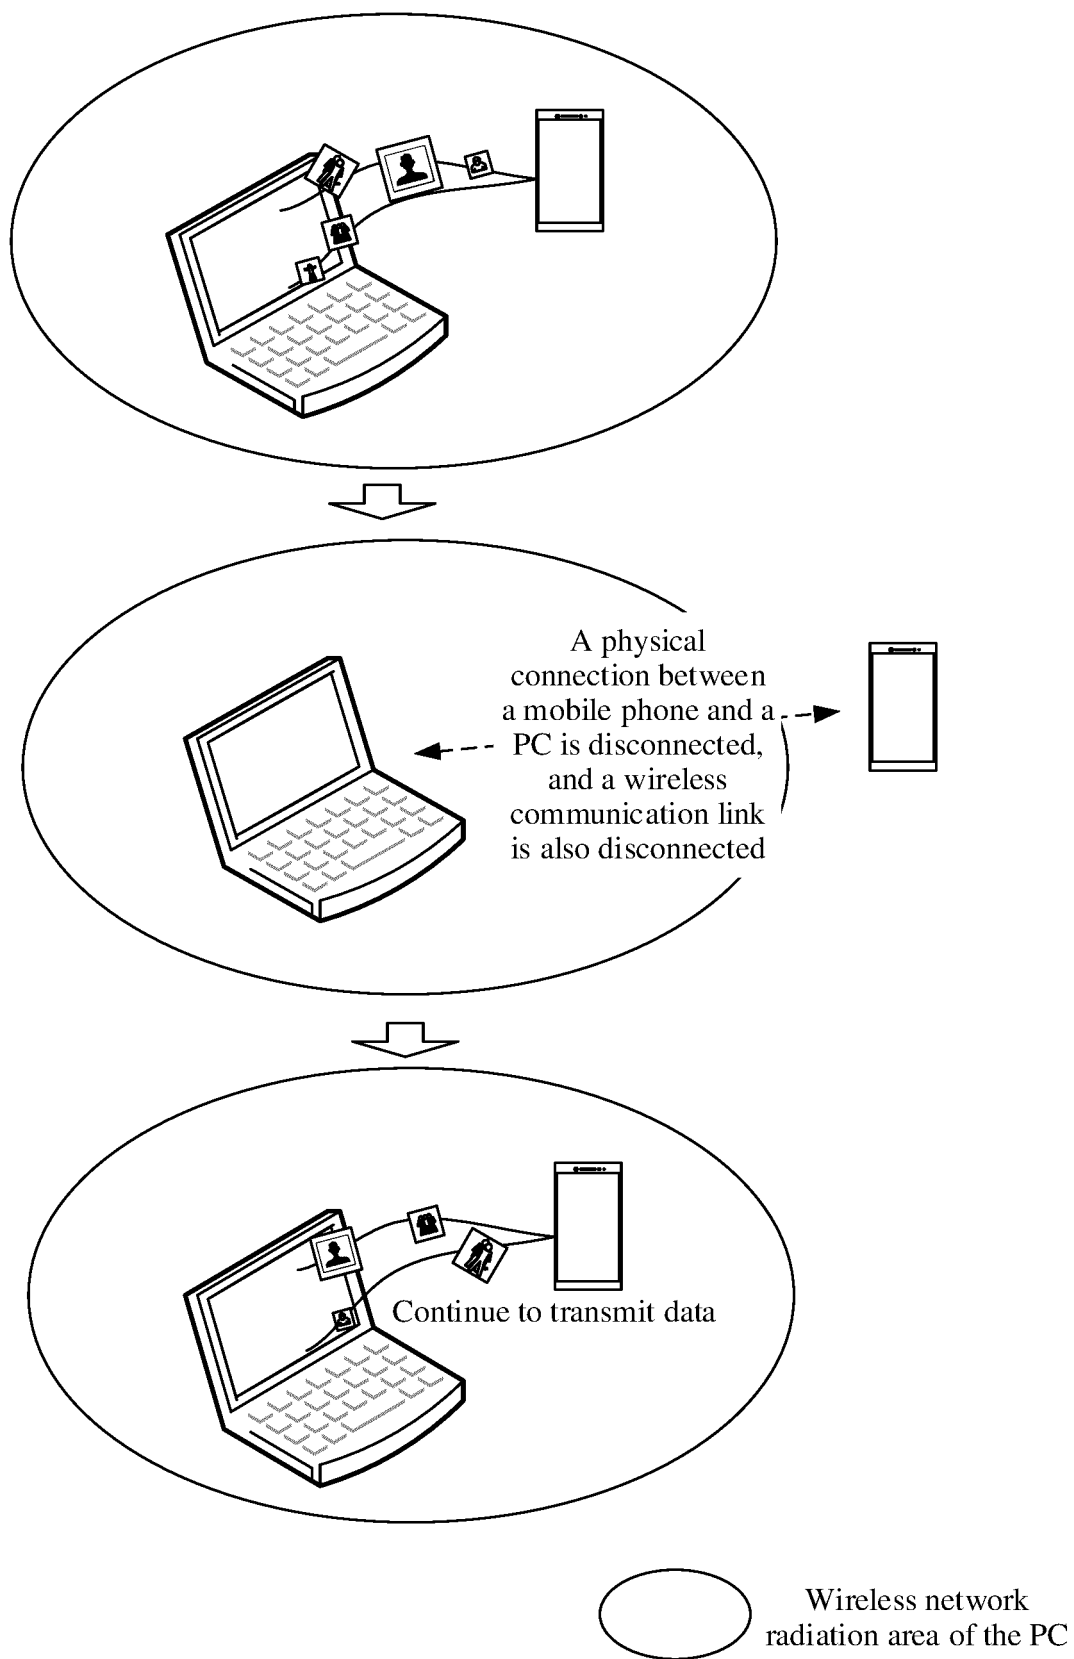 A physical
connection between
a mobile phone and a
PC is disconnected,
and a wireless
communication link
is also disconnected
Continue to transmit data
Wireless network
radiation area of the PC